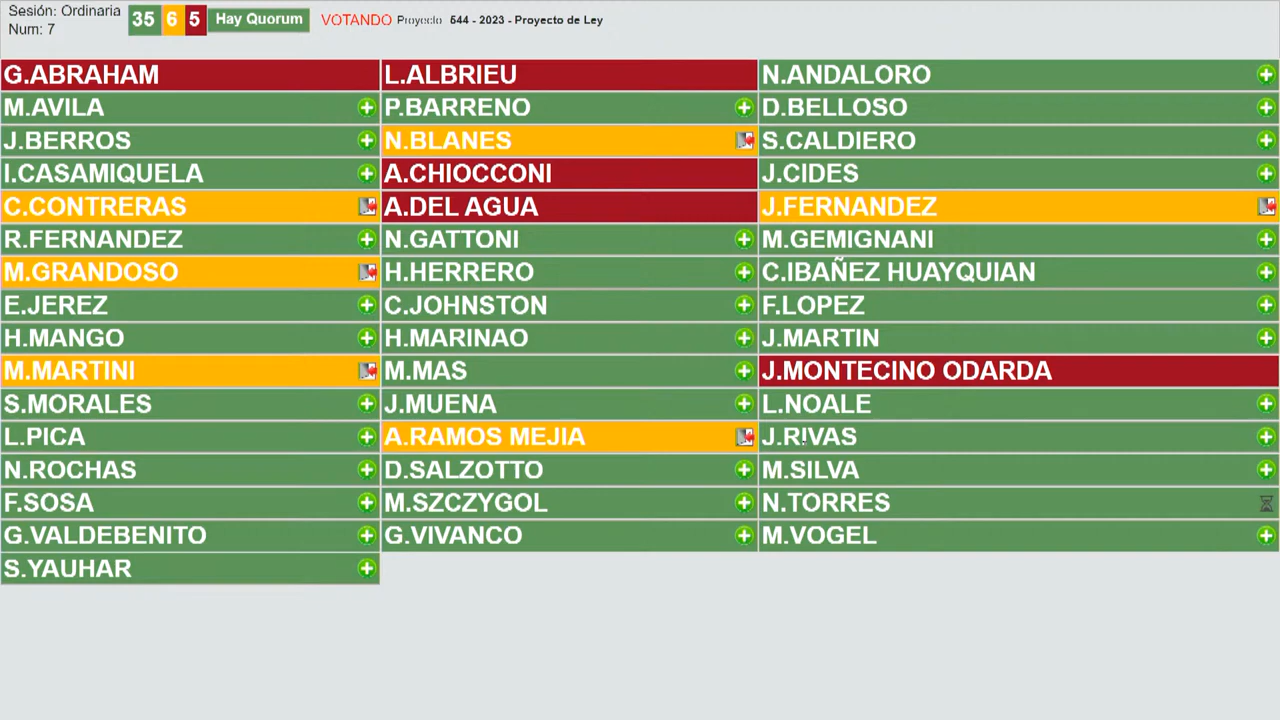 Sesión: Ordinaria 35 6 5 Hay Quorum VOTANDO Proyecto 544 - 2023 - Proyecto de Ley
Num: 7
G.ABRAHAM L.ALBRIEU N.ANDALORO
M.AVILA P.BARRENO D.BELLOSO
J.BERROS N.BLANES S.CALDIERO
I.CASAMIQUELA A.CHIOCCONI J.CIDES
C.CONTRERAS A.DEL AGUA J.FERNANDEZ
R.FERNANDEZ N.GATTONI M.GEMIGNANI
M.GRANDOSO H.HERRERO C.IBAÑEZ HUAYQUIAN
E.JEREZ C.JOHNSTON F.LOPEZ
H.MANGO H.MARINAO J.MARTIN
M.MARTINI M.MAS J.MONTECINO ODARDA
S.MORALES J.MUENA L.NOALE
L.PICA A.RAMOS MEJIA J.RIVAS
N.ROCHAS D.SALZOTTO M.SILVA
F.SOSA M.SZCZYGOL N.TORRES
G.VALDEBENITO G.VIVANCO M.VOGEL
S.YAUHAR